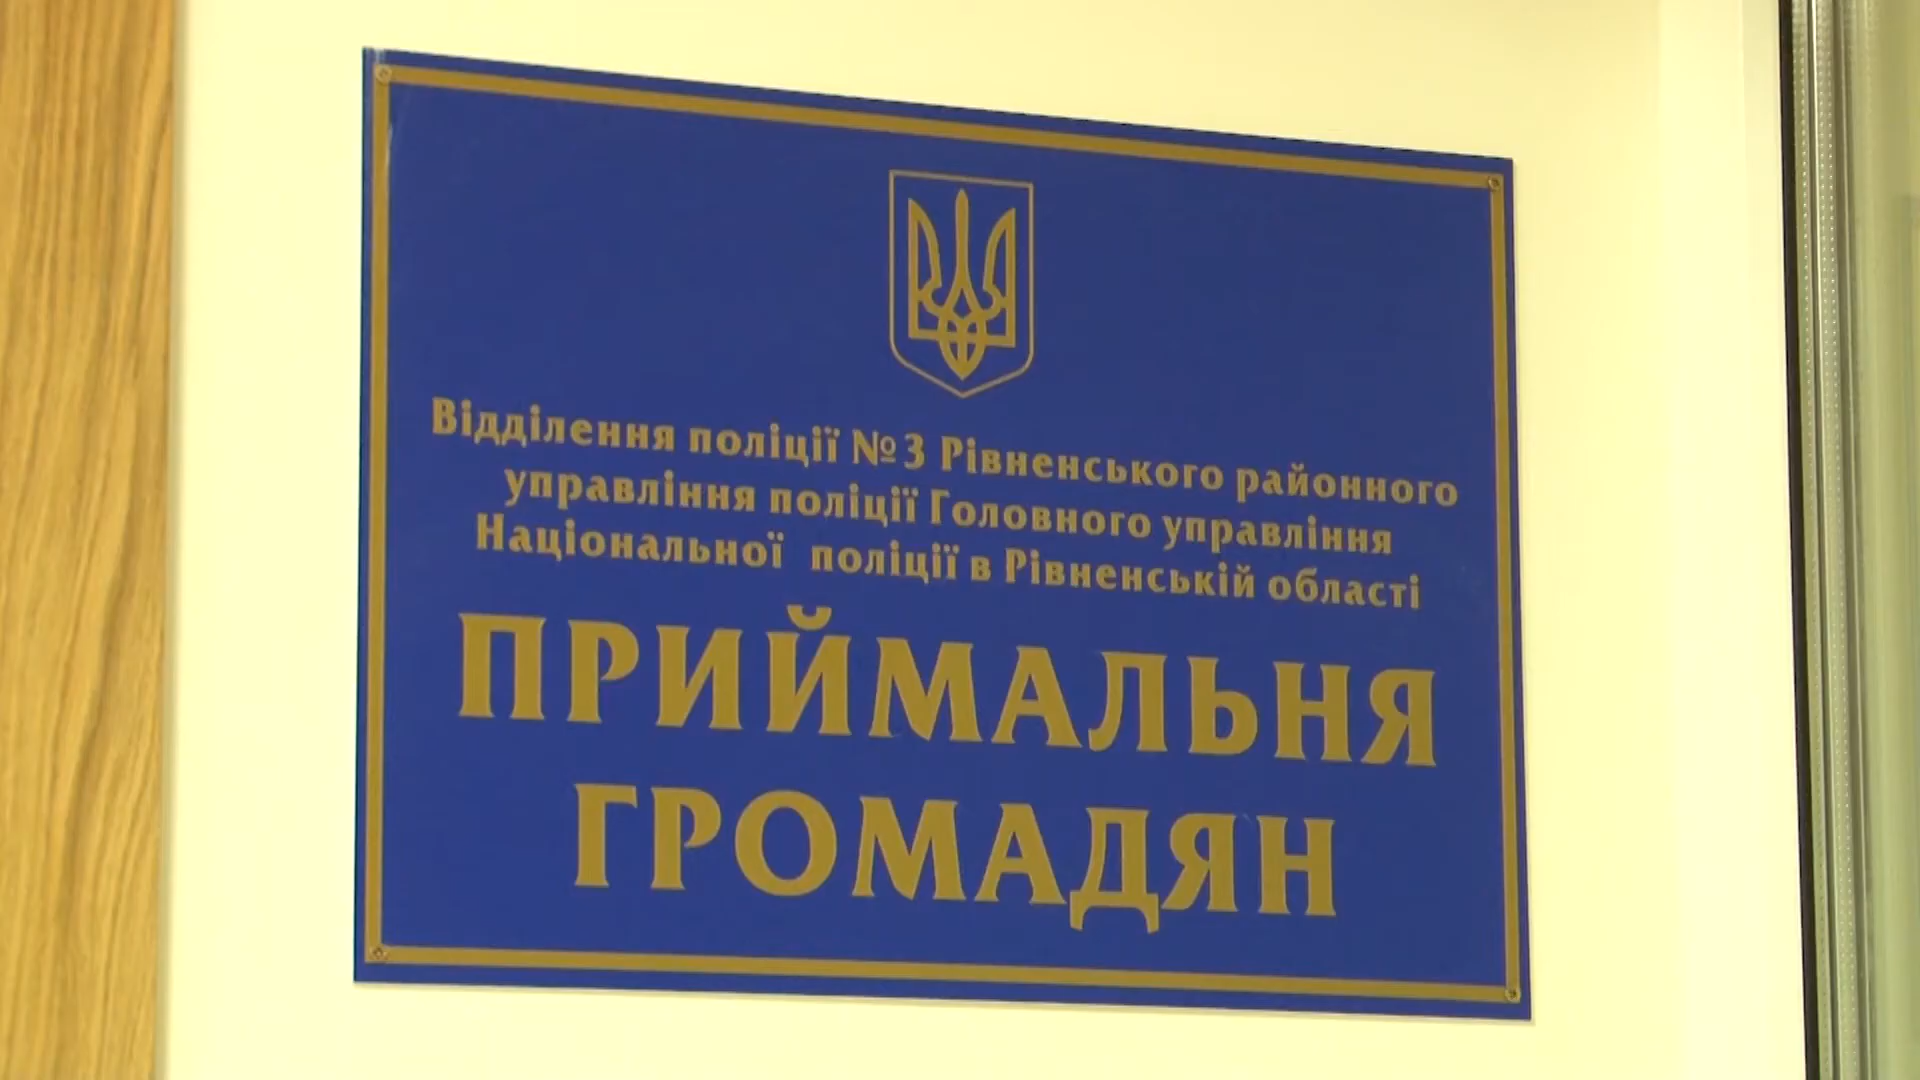 Відділення поліції №3 Рівненського районного
управління поліції Головного управління
Національної поліції в Рівненській області
ПРИЙМАЛЬНЯ
ГРОМАДЯН